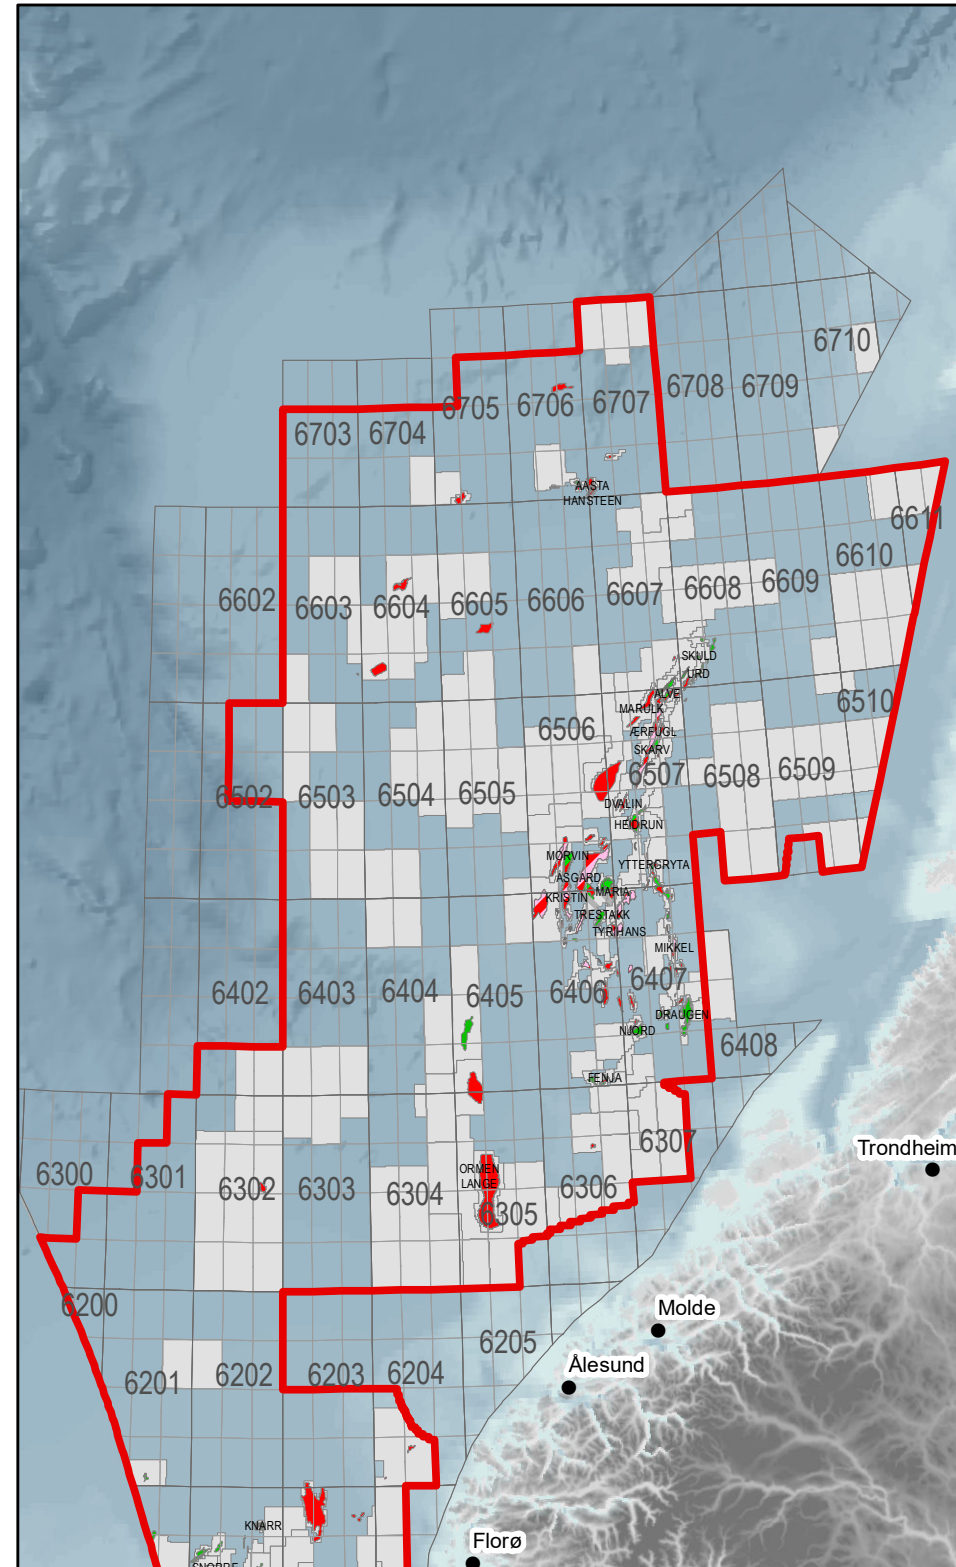 6710
6708
6709
6705
6706
6707
6703
6704
AASTA
HANSTEEN
6611
6610
6602
6603
6604
6605
6606
6607
6608
6609
SKULD
URD
ALVE
MARULK
6510
6506
ÆRFUGL
SKARV
6502
6503
6504
6505
6507
6508
6509
DVALIN
HEIDRUN
MORVIN
YTTERGRYTA
ÅSGARD
KRISTIN
MARIA
TRESTAKK
TYRIHANS
MIKKEL
6402
6403
6404
6405
6406
6407
DRAUGEN
NJORD
6408
FENJA
6307
Trondheim
6300
6301
6302
6303
6304
ORMEN
LANGE
6305
6306
6200
Molde
6205
Ålesund
6201
6202
6203
6204
KNARR
Florø
SNORRE